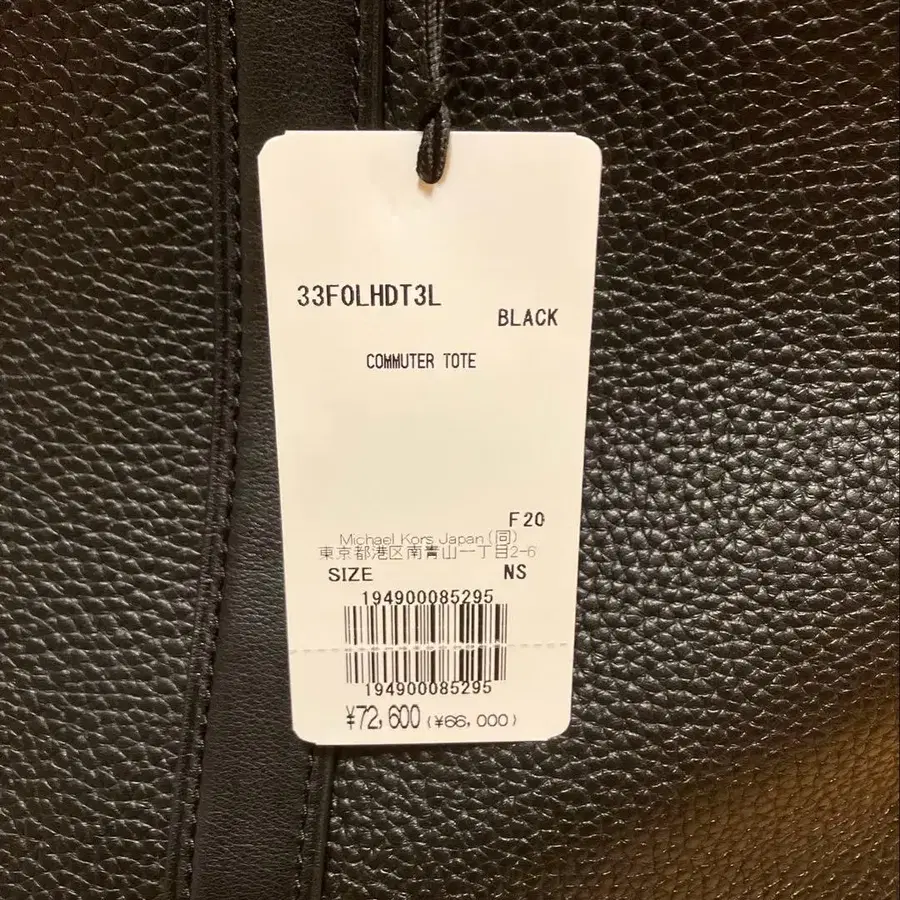 33F0LHDT3L
BLACK
COMMUTER TOTE
F20
Michael Kors Japan (同)
東京都港区南青山一丁目2-6
SIZE NS
194900085295
194900085295
¥72,600 (¥66,000)